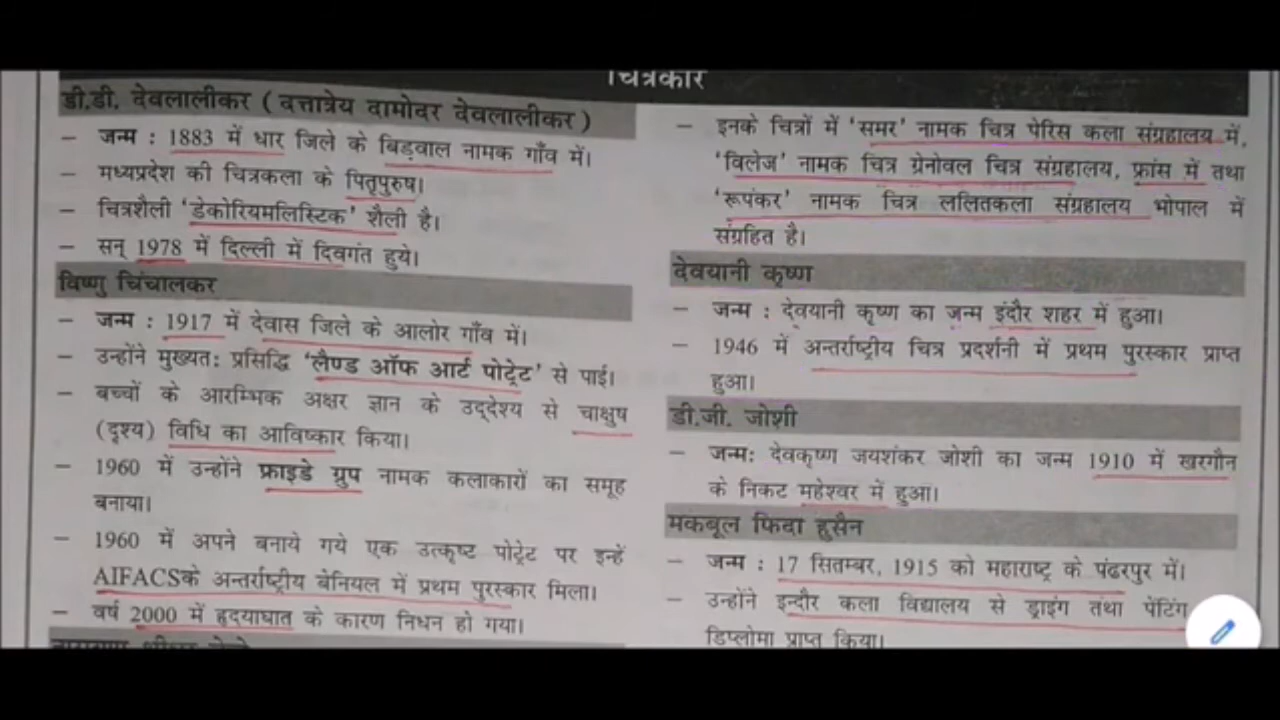 चित्रकार
डी.डी. देवलालीकर ( दत्तात्रेय दामोदर देवलालीकर )
– जन्म : 1883 में धार जिले के बिड़वाल नामक गाँव में।
– मध्यप्रदेश की चित्रकला के पितृपुरुष।
– चित्रशैली 'डेकोरियमलिस्टिक' शैली है।
– सन् 1978 में दिल्ली में दिवगंत हुये।
विष्णु चिंचालकर
– जन्म : 1917 में देवास जिले के आलोर गाँव में।
– उन्होंने मुख्यत: प्रसिद्धि 'लैण्ड ऑफ आर्ट पोट्रेट' से पाई।
– बच्चों के आरम्भिक अक्षर ज्ञान के उद्देश्य से चाक्षुष
(दृश्य) विधि का आविष्कार किया।
– 1960 में उन्होंने फ्राइडे ग्रुप नामक कलाकारों का समूह
बनाया।
– 1960 में अपने बनाये गये एक उत्कृष्ट पोट्रेट पर इन्हें
AIFACSके अन्तर्राष्ट्रीय बेनियल में प्रथम पुरस्कार मिला।
– वर्ष 2000 में हृदयाघात के कारण निधन हो गया।
– इनके चित्रों में 'समर' नामक चित्र पेरिस कला संग्रहालय में,
'विलेज' नामक चित्र ग्रेनोवल चित्र संग्रहालय, फ्रांस में तथा
'रूपंकर' नामक चित्र ललितकला संग्रहालय भोपाल में
संग्रहित है।
देवयानी कृष्ण
– जन्म : देवयानी कृष्ण का जन्म इंदौर शहर में हुआ।
– 1946 में अन्तर्राष्ट्रीय चित्र प्रदर्शनी में प्रथम पुरस्कार प्राप्त
हुआ।
डी.जी. जोशी
– जन्म: देवकृष्ण जयशंकर जोशी का जन्म 1910 में खरगौन
के निकट महेश्वर में हुआ।
मकबूल फिदा हुसैन
– जन्म : 17 सितम्बर, 1915 को महाराष्ट्र के पंढरपुर में।
– उन्होंने इन्दौर कला विद्यालय से ड्राइंग तथा पेंटिंग
डिप्लोमा प्राप्त किया।